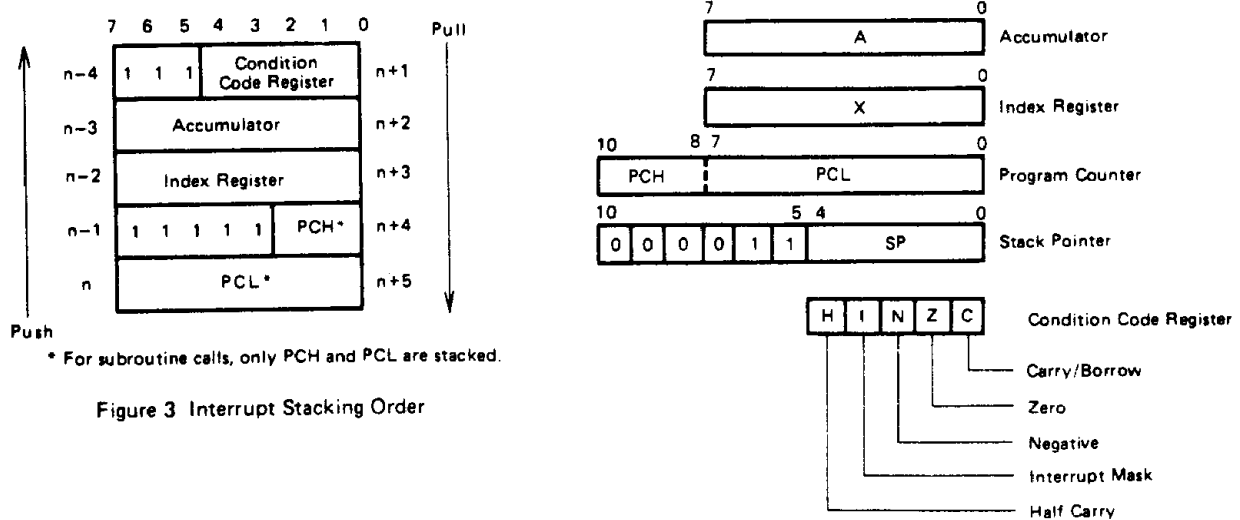 7 6 5 4 3 2 1 0 Pull
n−4 1 1 1 Condition Code Register n+1
n−3 Accumulator n+2
n−2 Index Register n+3
n−1 1 1 1 1 1 PCH* n+4
n PCL* n+5
Push
* For subroutine calls, only PCH and PCL are stacked.
Figure 3 Interrupt Stacking Order
7 0
A Accumulator
7 0
X Index Register
10 8 7 0
PCH PCL Program Counter
10 5 4 0
0 0 0 0 1 1 SP Stack Pointer
H I N Z C Condition Code Register
Carry/Borrow
Zero
Negative
Interrupt Mask
Half Carry